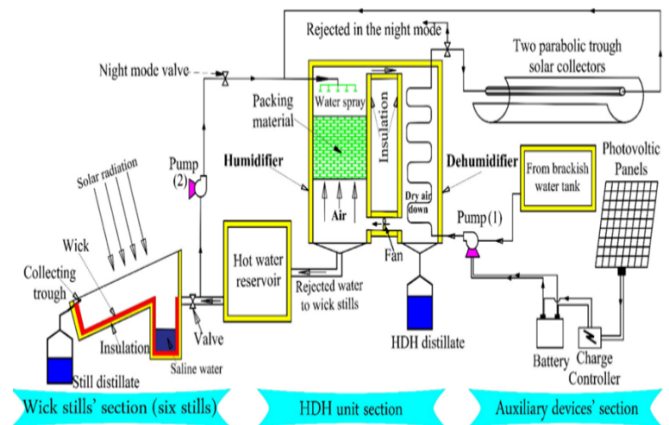 Rejected in the night mode
Two parabolic trough
solar collectors
Night mode valve
Packing
material
Water spray
Insulation
Photovoltic
Panels
Solar radiation
Pump
(2)
Humidifier
Dehumidifier
From brackish
water tank
Dry air
down
Air
Pump (1)
Wick
Collecting
trough
Hot water
reservoir
Fan
Rejected water
to wick stills
Insulation
Valve
Saline water
Still distillate
HDH distillate
Battery
Charge
Controller
Wick stills' section (six stills)
HDH unit section
Auxiliary devices' section